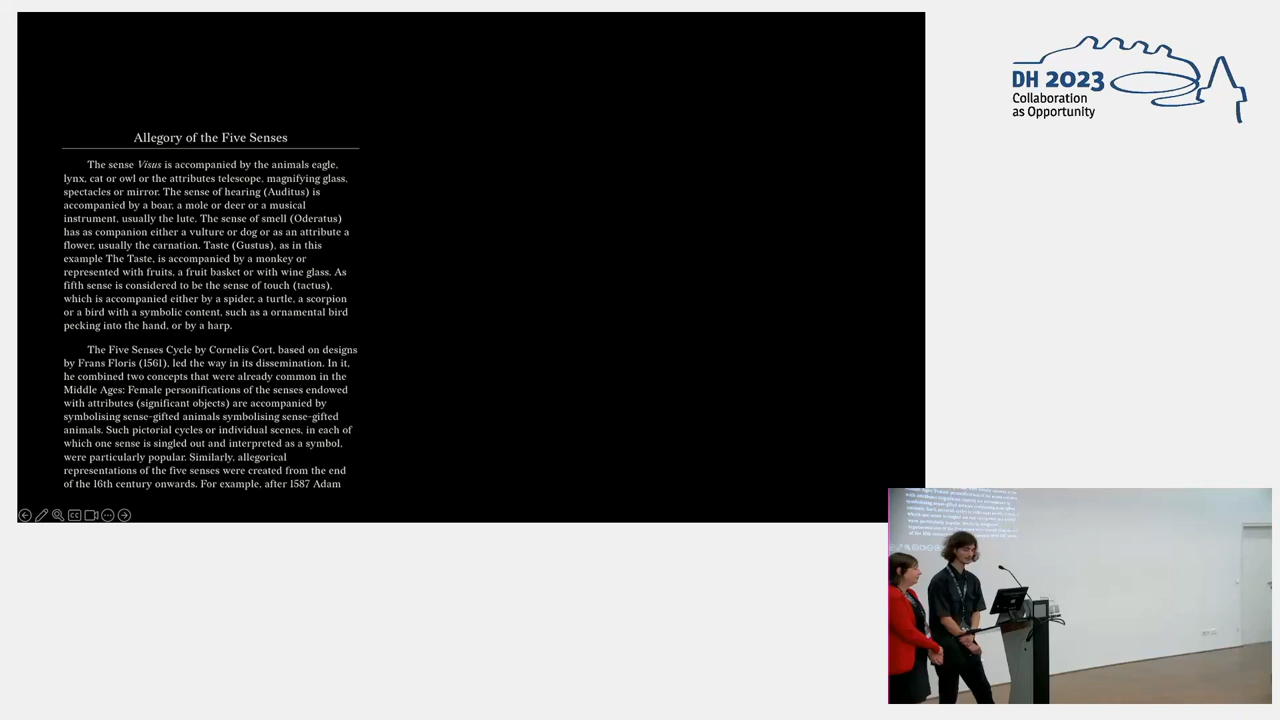 Allegory of the Five Senses
The sense Visus is accompanied by the animals eagle,
lynx, cat or owl or the attributes telescope, magnifying glass,
spectacles or mirror. The sense of hearing (Auditus) is
accompanied by a boar, a mole or deer or a musical
instrument, usually the lute. The sense of smell (Oderatus)
has as companion either a vulture or dog or as an attribute a
flower, usually the carnation. Taste (Gustus), as in this
example The Taste, is accompanied by a monkey or
represented with fruits, a fruit basket or with wine glass. As
fifth sense is considered to be the sense of touch (tactus),
which is accompanied either by a spider, a turtle, a scorpion
or a bird with a symbolic content, such as a ornamental bird
pecking into the hand, or by a harp.
The Five Senses Cycle by Cornelis Cort, based on designs
by Frans Floris (1561), led the way in its dissemination. In it,
he combined two concepts that were already common in the
Middle Ages: Female personifications of the senses endowed
with attributes (significant objects) are accompanied by
symbolising sense-gifted animals symbolising sense-gifted
animals. Such pictorial cycles or individual scenes, in each of
which one sense is singled out and interpreted as a symbol,
were particularly popular. Similarly, allegorical
representations of the five senses were created from the end
of the 16th century onwards. For example, after 1587 Adam
DH 2023
Collaboration
as Opportunity